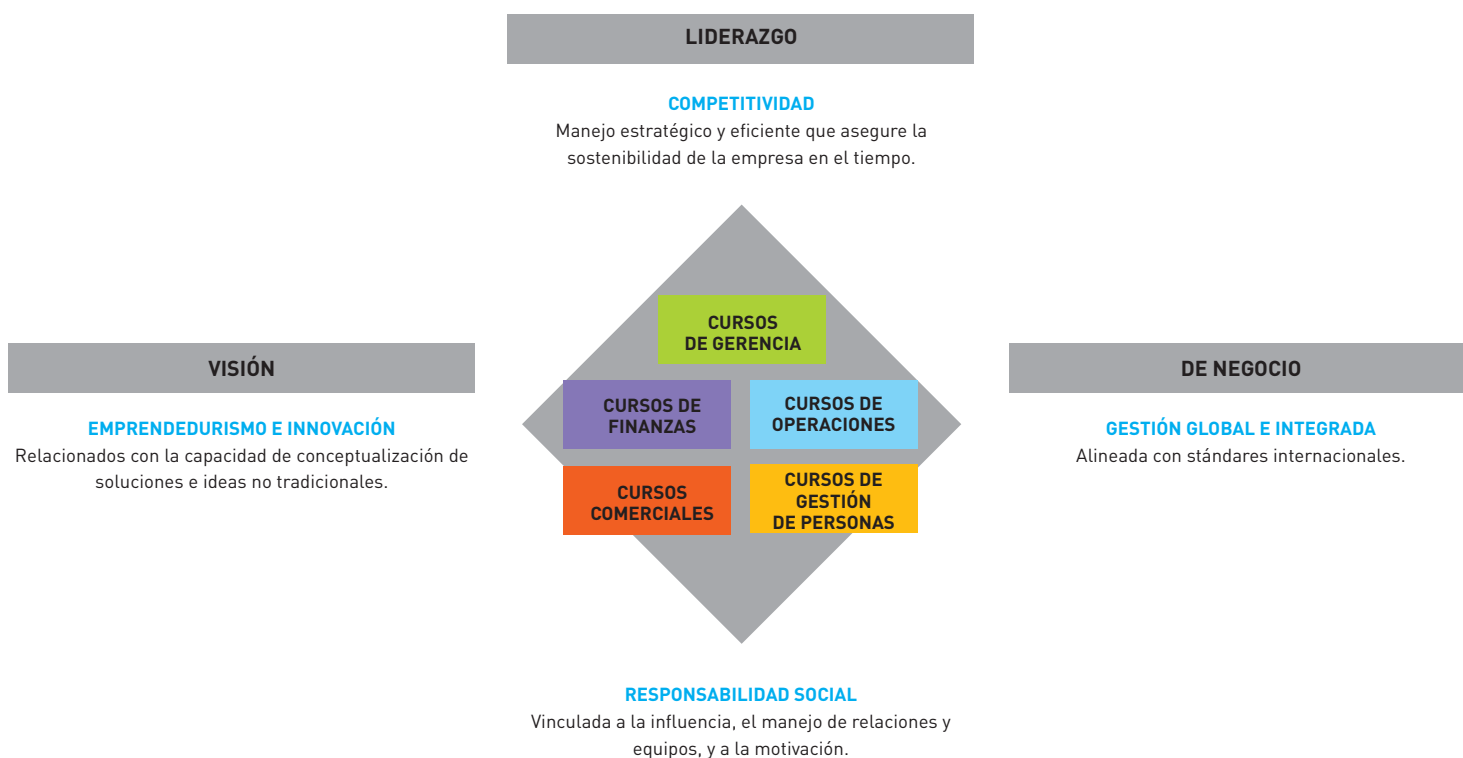 LIDERAZGO
COMPETITIVIDAD
Manejo estratégico y eficiente que asegure la
sostenibilidad de la empresa en el tiempo.
CURSOS
DE GERENCIA
VISIÓN
DE NEGOCIO
CURSOS DE
FINANZAS
CURSOS DE
OPERACIONES
EMPRENDEDURISMO E INNOVACIÓN
Relacionados con la capacidad de conceptualización de
soluciones e ideas no tradicionales.
GESTIÓN GLOBAL E INTEGRADA
Alineada con stándares internacionales.
CURSOS
COMERCIALES
CURSOS DE
GESTIÓN
DE PERSONAS
RESPONSABILIDAD SOCIAL
Vinculada a la influencia, el manejo de relaciones y
equipos, y a la motivación.